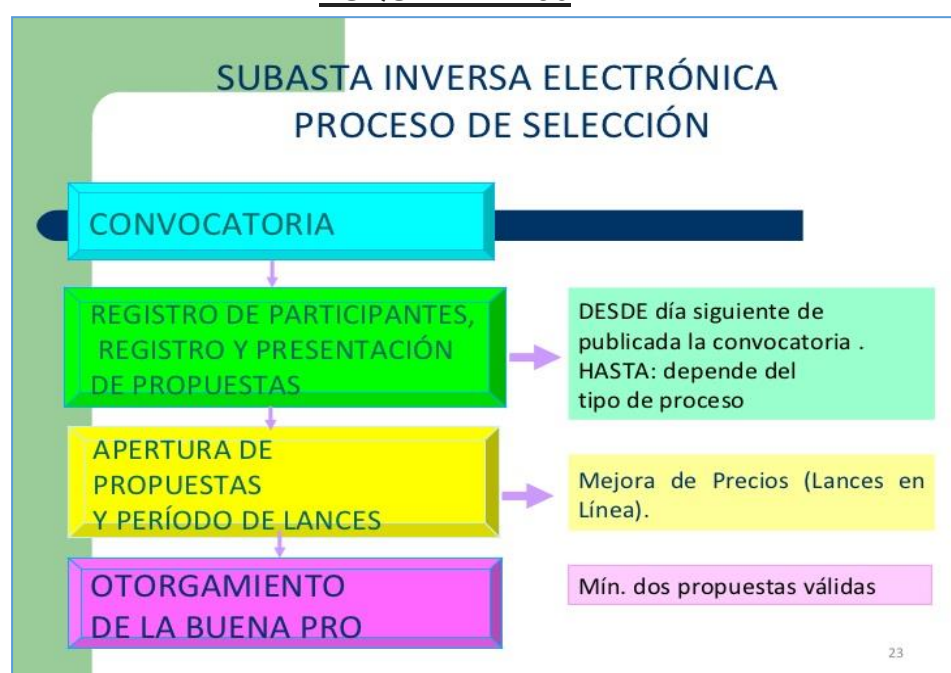 SUBASTA INVERSA ELECTRÓNICA
PROCESO DE SELECCIÓN
CONVOCATORIA
REGISTRO DE PARTICIPANTES,
REGISTRO Y PRESENTACIÓN
DE PROPUESTAS
DESDE día siguiente de
publicada la convocatoria .
HASTA: depende del
tipo de proceso
APERTURA DE
PROPUESTAS
Y PERÍODO DE LANCES
Mejora de Precios (Lances en
Línea).
OTORGAMIENTO
DE LA BUENA PRO
Mín. dos propuestas válidas
23